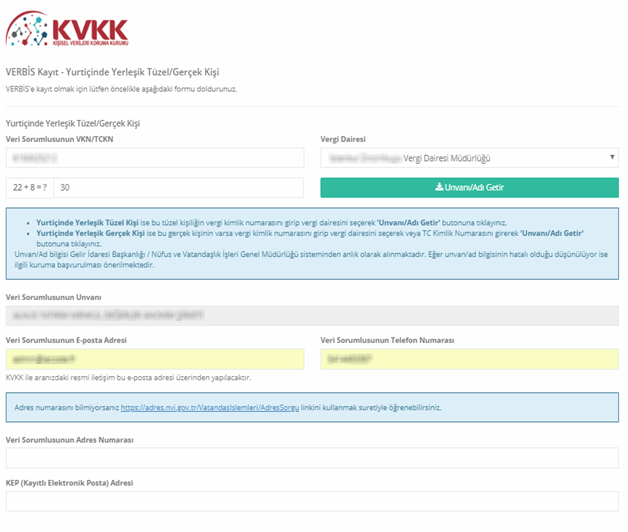 KVKK
KİŞİSEL VERİLERİ KORUMA KURUMU
VERBİS Kayıt - Yurtiçinde Yerleşik Tüzel/Gerçek Kişi
VERBİS'e kayıt olmak için lütfen öncelikle aşağıdaki formu doldurunuz.
Yurtiçinde Yerleşik Tüzel/Gerçek Kişi
Veri Sorumlusunun VKN/TCKN
Vergi Dairesi
Vergi Dairesi Müdürlüğü
22 + 8 = ? 30
Unvanı/Adı Getir
• Yurtiçinde Yerleşik Tüzel Kişi ise bu tüzel kişiliğin vergi kimlik numarasını girip vergi dairesini seçerek 'Unvanı/Adı Getir' butonuna tıklayınız.
• Yurtiçinde Yerleşik Gerçek Kişi ise bu gerçek kişinin varsa vergi kimlik numarasını girip vergi dairesini seçerek veya TC Kimlik Numarasını girerek 'Unvanı/Adı Getir'
butonuna tıklayınız.
Unvan/Ad bilgisi Gelir İdaresi Başkanlığı / Nüfus ve Vatandaşlık İşleri Genel Müdürlüğü sisteminden anlık olarak alınmaktadır. Eğer unvan/ad bilgisinin hatalı olduğu düşünülüyor ise
ilgili kuruma başvurulması önerilmektedir.
Veri Sorumlusunun Unvanı
Veri Sorumlusunun E-posta Adresi
Veri Sorumlusunun Telefon Numarası
KVKK ile aranızdaki resmi iletişim bu e-posta adresi üzerinden yapılacaktır.
Adres numarasını bilmiyorsanız https://adres.nvi.gov.tr/VatandasIslemleri/AdresSorgu linkini kullanmak suretiyle öğrenebilirsiniz.
Veri Sorumlusunun Adres Numarası
KEP (Kayıtlı Elektronik Posta) Adresi